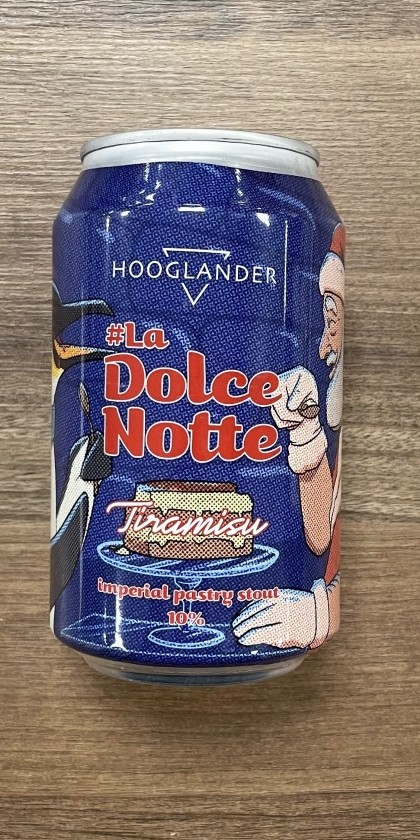 HOOGLANDER
#La
Dolce
Notte
Tiramisu
imperial pastry stout
10%